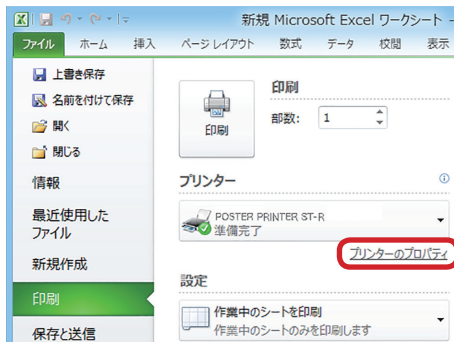 新規 Microsoft Excel ワークシート -
ファイル ホーム 挿入 ページ レイアウト 数式 データ 校閲 表示
上書き保存
名前を付けて保存
開く
閉じる
情報
最近使用した
ファイル
新規作成
印刷
保存と送信
印刷
印刷
部数: 1
プリンター
POSTER PRINTER ST-R
準備完了
プリンターのプロパティ
設定
作業中のシートを印刷
作業中のシートのみを印刷します